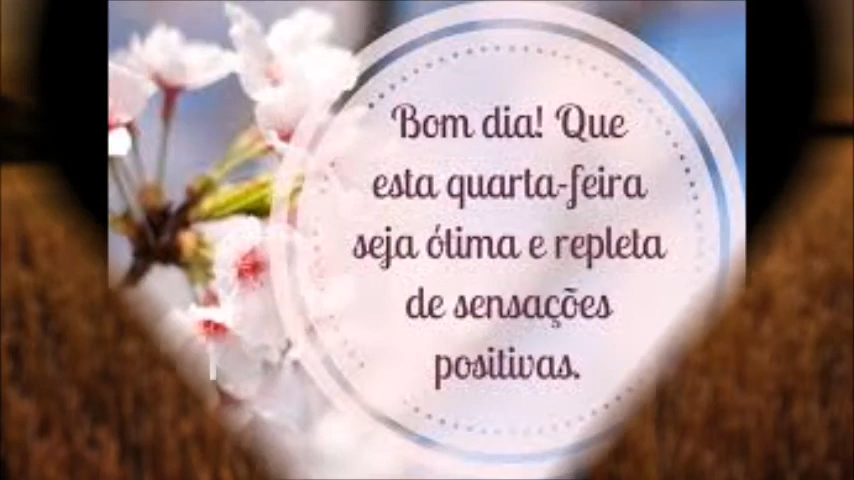 Bom dia! Que
esta quarta-feira
seja ótima e repleta
de sensações
positivas.